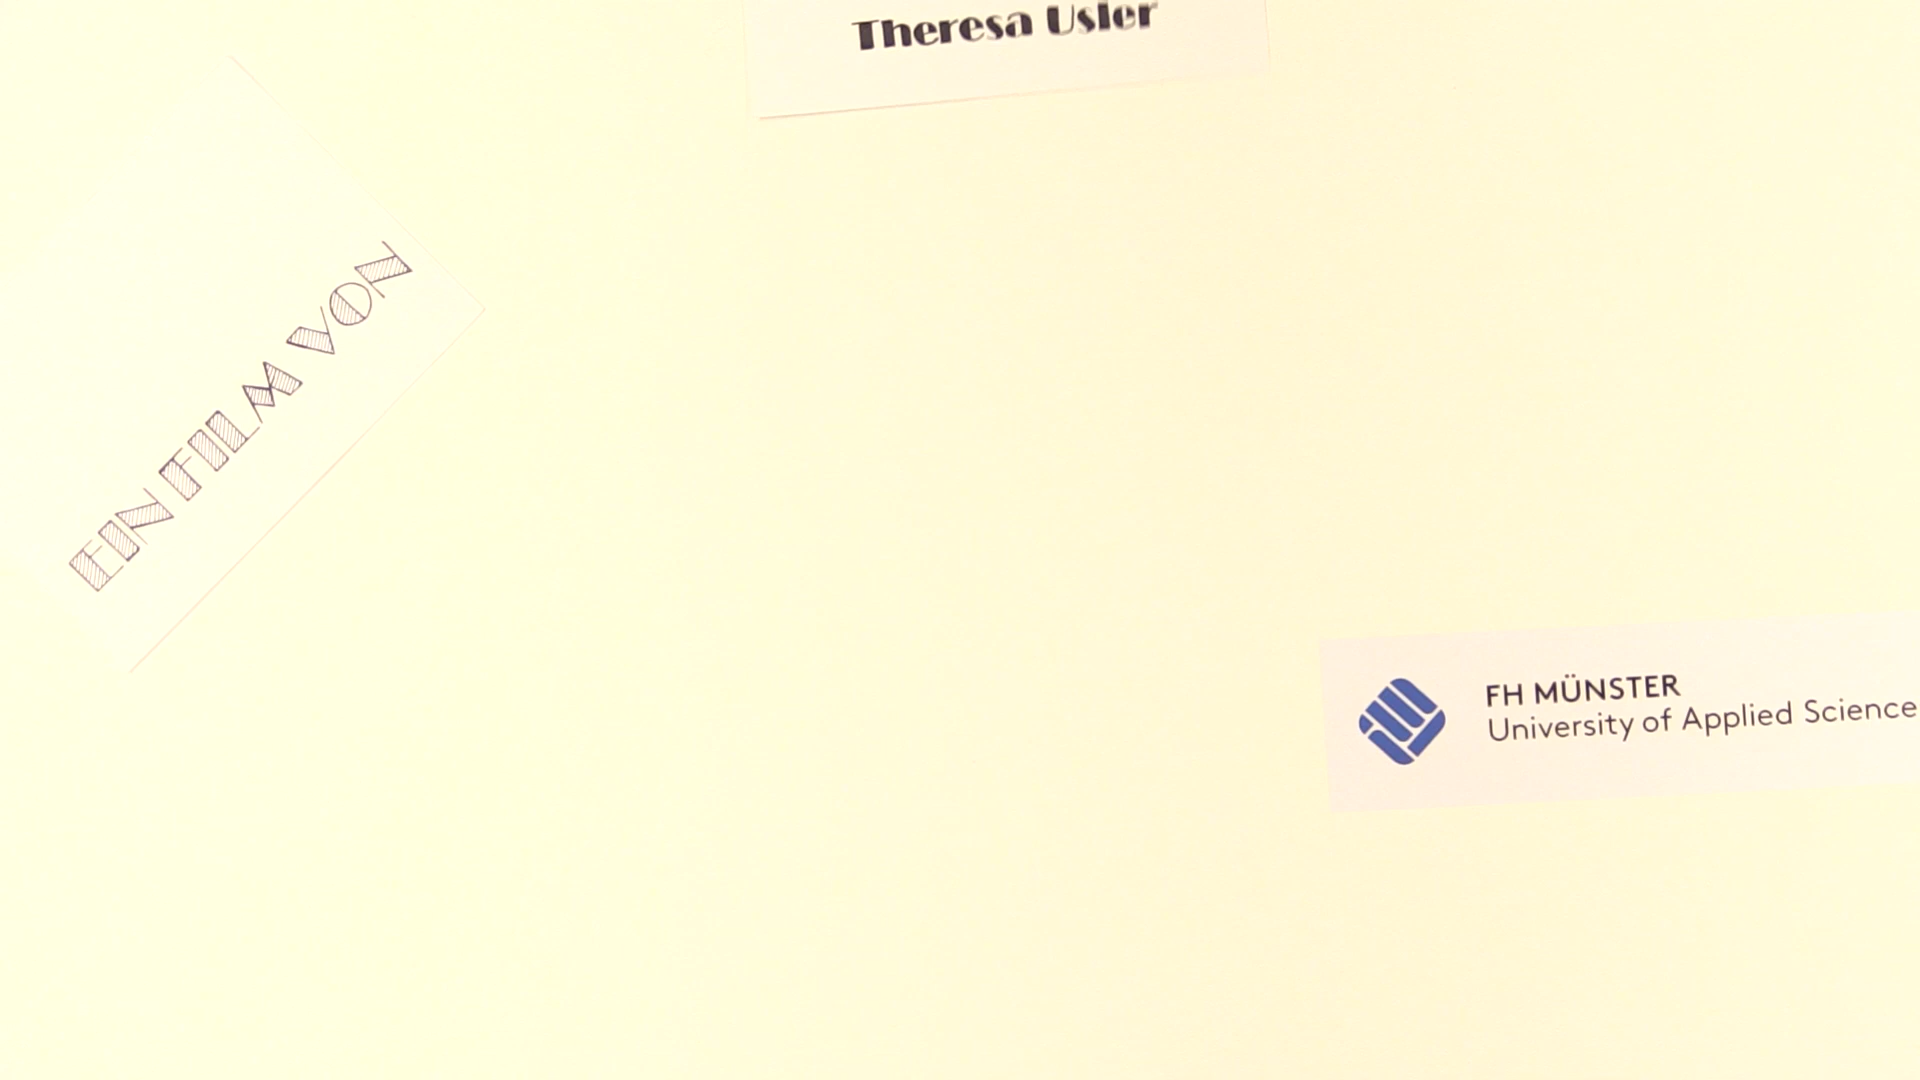 Theresa Usler
EIN FILM VON
FH MÜNSTER
University of Applied Science